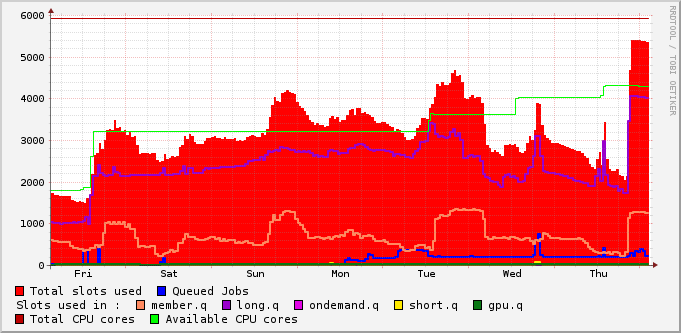 6000
5000
4000
3000
2000
1000
0
Fri Sat Sun Mon Tue Wed Thu
Total slots used Queued Jobs
Slots used in : member.q long.q ondemand.q short.q gpu.q
Total CPU cores Available CPU cores
RRDTOOL / TOBI OETIKER